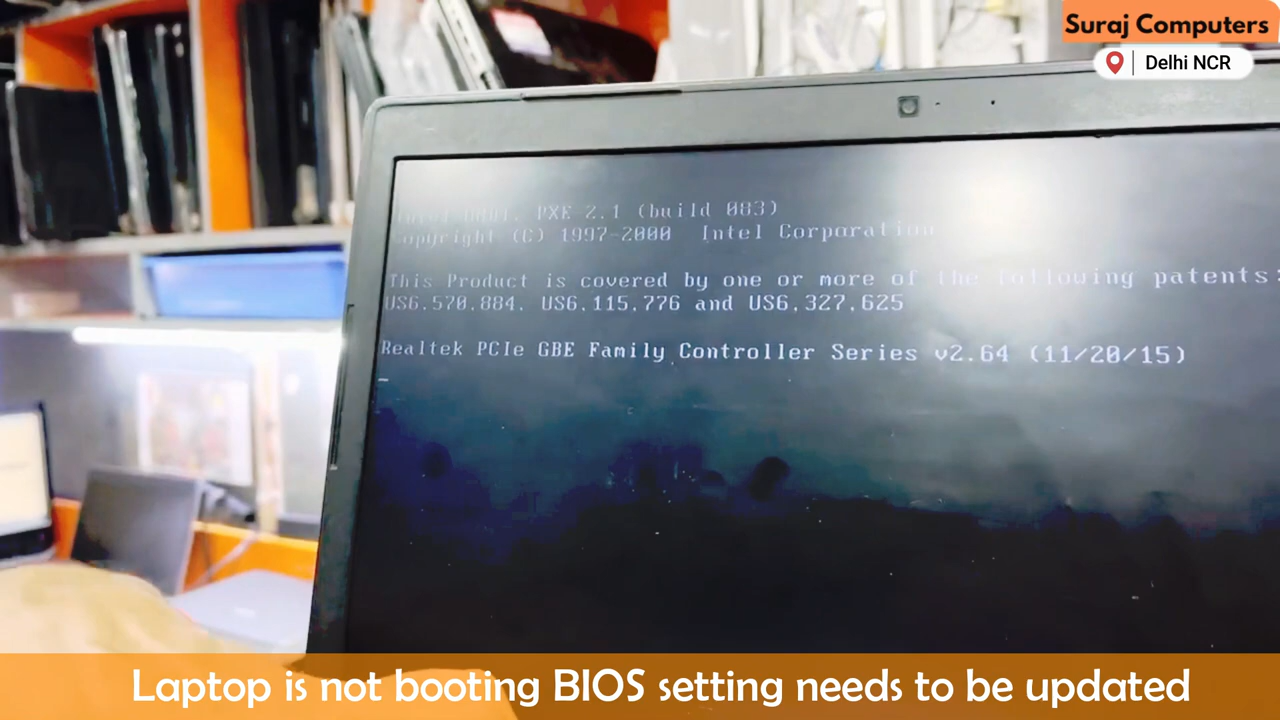 Suraj Computers
Delhi NCR
PXE 2.1 (build 083)
Copyright (C) 1997-2000 Intel Corporation
This Product is covered by one or more of the following patents:
US6,570,884, US6,115,776 and US6,327,625
Realtek PCIe GBE Family Controller Series v2.64 (11/20/15)
Laptop is not booting BIOS setting needs to be updated